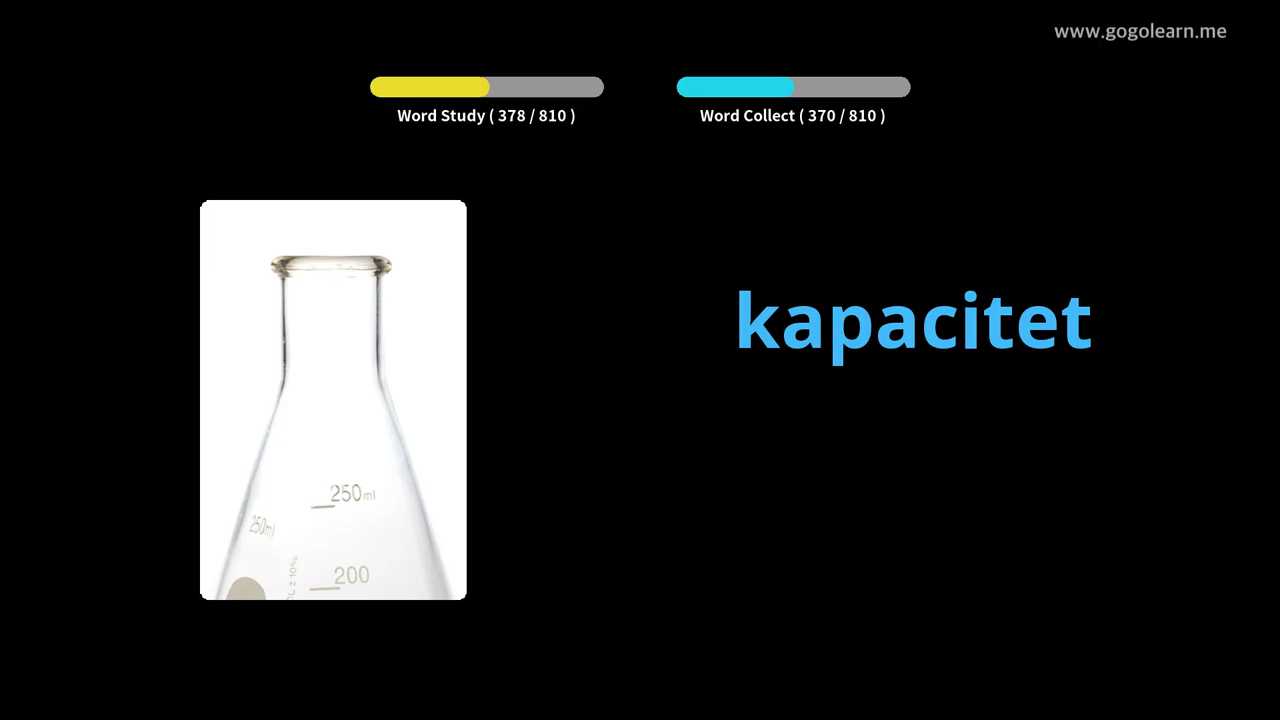 www.gogolearn.me
Word Study ( 378 / 810 )
Word Collect ( 370 / 810 )
kapacitet
250ml
250ml
200